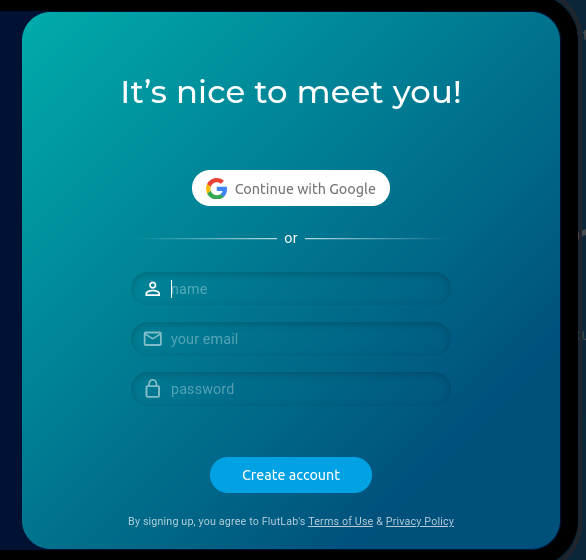 It’s nice to meet you!
Continue with Google
or
name
your email
password
Create account
By signing up, you agree to FlutLab's Terms of Use & Privacy Policy